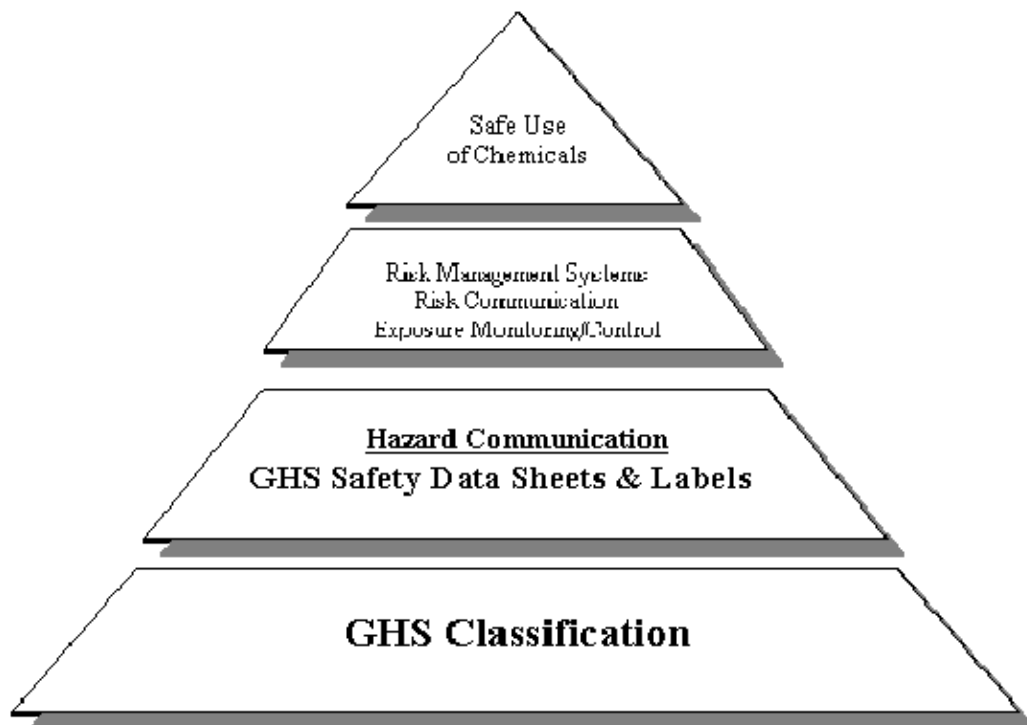 Safe Use
of Chemicals
Risk Management Systems
Risk Communication
Exposure Monitoring/Control
Hazard Communication
GHS Safety Data Sheets & Labels
GHS Classification